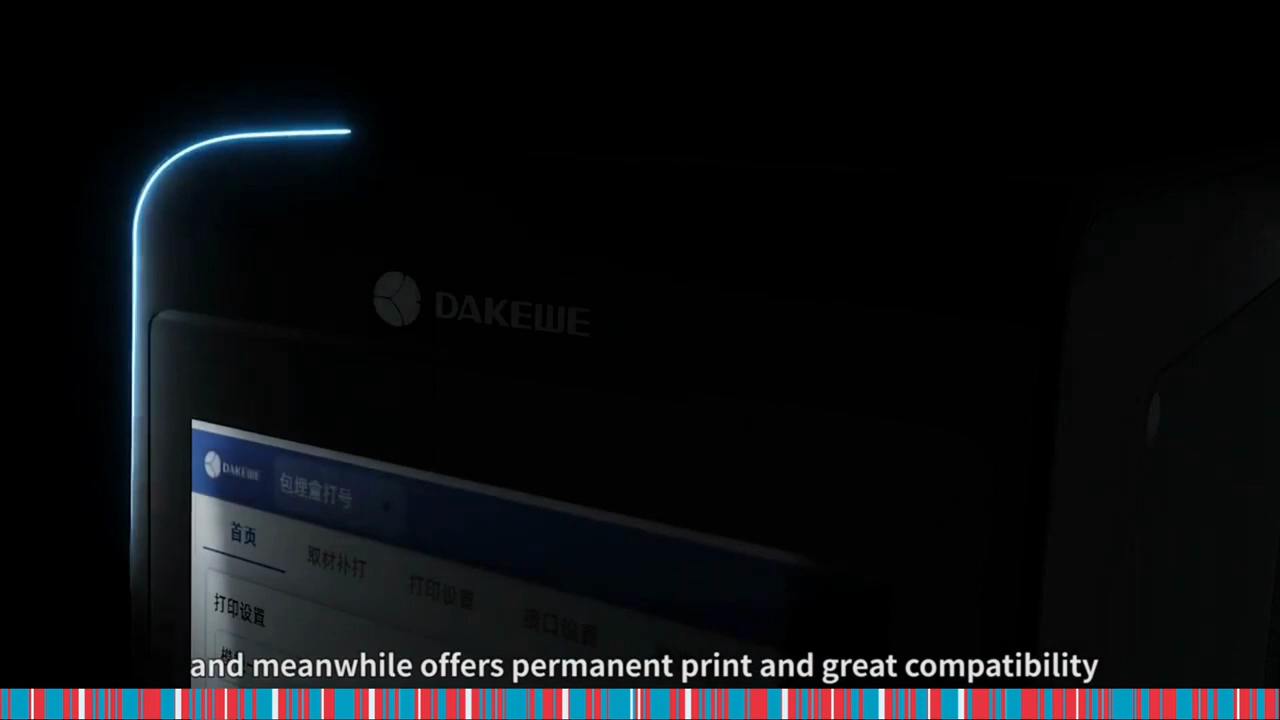 DAKEWE
DAKEWE
包埋盒打号
首页
取材补打
打印设置
接口设置
打印设置
and meanwhile offers permanent print and great compatibility